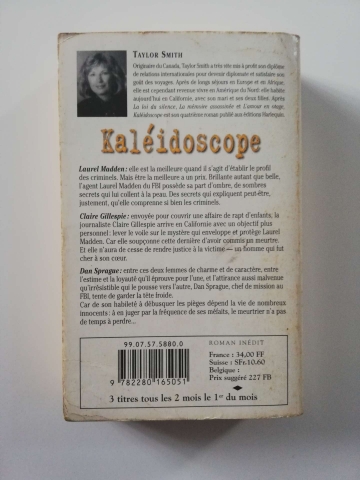 TAYLOR SMITH
Originaire du Canada, Taylor Smith a très vite mis à profit son diplôme
de relations internationales pour devenir diplomate et satisfaire son
goût des voyages. Après de longs séjours en Europe et en Afrique,
elle est cependant revenue vivre en Amérique du Nord: elle habite
aujourd'hui en Californie, avec son mari et ses deux filles. Après
La loi du silence, La mémoire assassinée et L'amour en otage,
Kaléidoscope est son quatrième roman publié aux éditions Harlequin.
Kaléidoscope
Laurel Madden : elle est la meilleure quand il s'agit d'établir le profil
des criminels. Mais être la meilleure a un prix. Brillante autant que belle,
l'agent Laurel Madden du FBI possède sa part d'ombre, de sombres
secrets qui lui collent à la peau. Des secrets qui expliquent peut-être,
justement, qu'elle comprenne si bien les criminels.
Claire Gillespie : envoyée pour couvrir une affaire de rapt d'enfants, la
journaliste Claire Gillespie arrive en Californie avec un objectif plus
personnel : lever le voile sur le mystère qui enveloppe et protège Laurel
Madden. Car elle soupçonne cette dernière d'avoir commis un meurtre.
Et elle n'aura de cesse de rendre justice à la victime — un homme qui fut
cher à son cœur.
Dan Sprague : entre ces deux femmes de charme et de caractère, entre
l'estime et la loyauté qu'il éprouve pour l'une, et l'attirance aussi malvenue
qu'irrésistible qui le pousse vers l'autre, Dan Sprague, chef de mission au
FBI, tente de garder la tête froide.
Car de son habileté à débusquer les pièges dépend la vie de nombreux
innocents : à en juger par la fréquence de ses méfaits, le meurtrier n'a pas
de temps à perdre...
99.07.57.5880.0
9 782280 165051
ROMAN INÉDIT
France : 34,00 FF
Suisse : SFr.10.60
Belgique :
Prix suggéré 227 FB
3 titres tous les 2 mois le 1er du mois